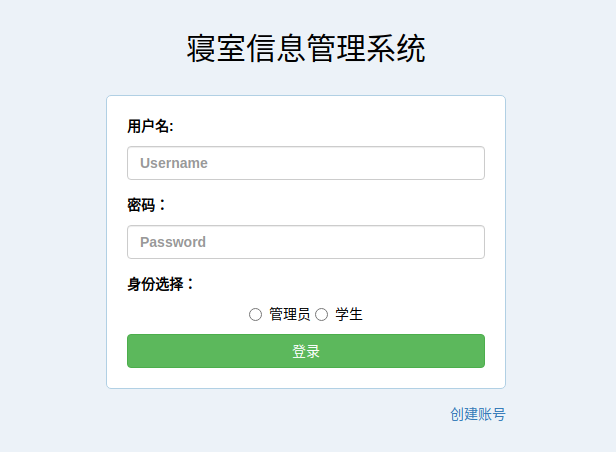 寝室信息管理系统
用户名:
Username
密码：
Password
身份选择：
管理员 学生
登录
创建账号